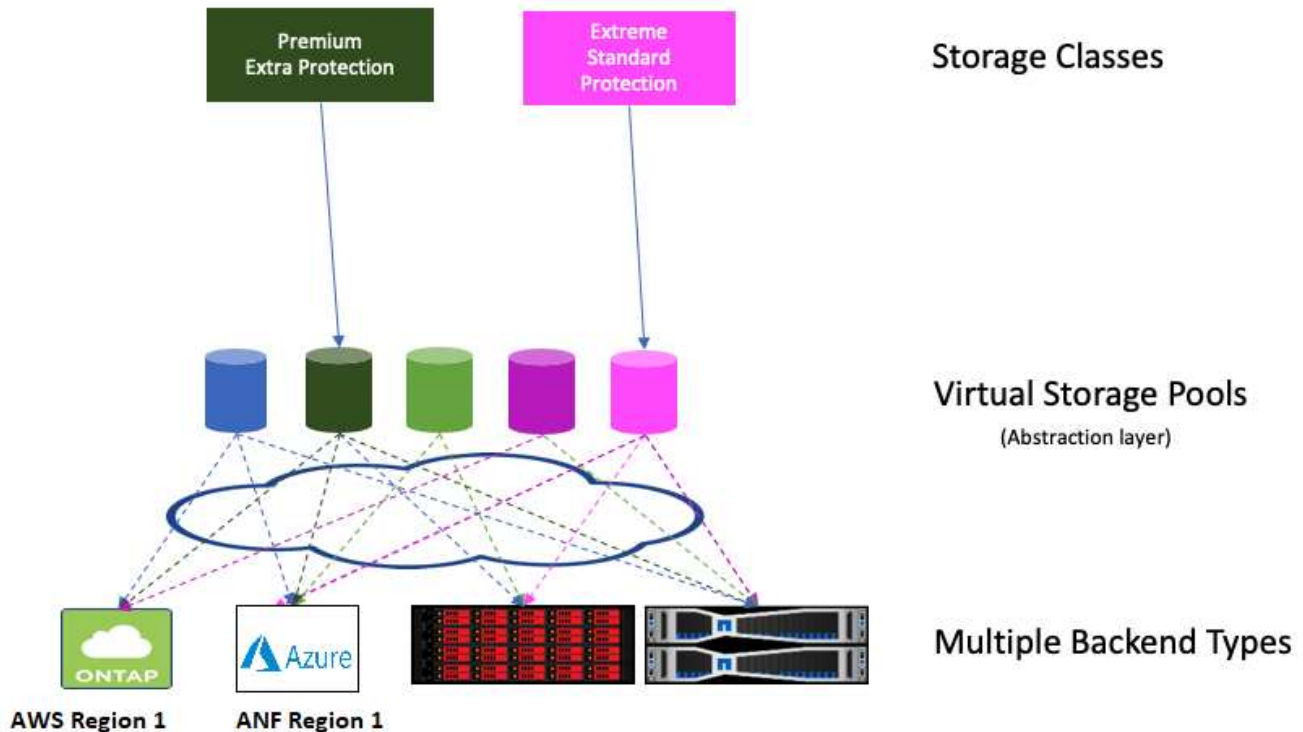 Premium
Extra Protection
Extreme
Standard
Protection
Storage Classes
Virtual Storage Pools
(Abstraction layer)
ONTAP
Azure
Multiple Backend Types
AWS Region 1
ANF Region 1